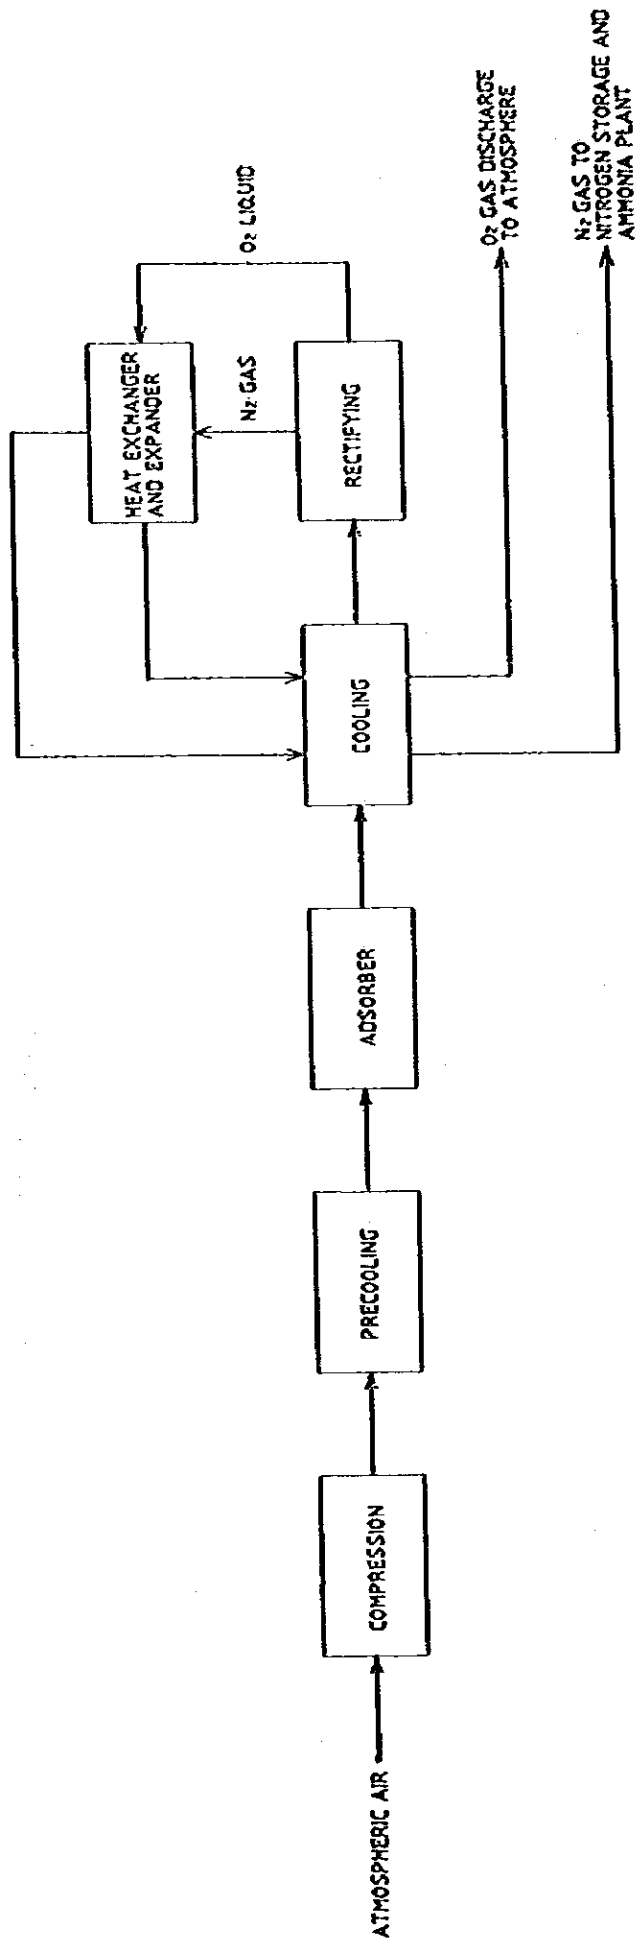 ATMOSPHERIC AIR
COMPRESSION
PRECOOLING
ADSORBER
COOLING
RECTIFYING
N₂ GAS
O₂ LIQUID
HEAT EXCHANGER
AND EXPANDER
O₂ GAS DISCHARGE
TO ATMOSPHERE
N₂ GAS TO
NITROGEN STORAGE AND
AMMONIA PLANT